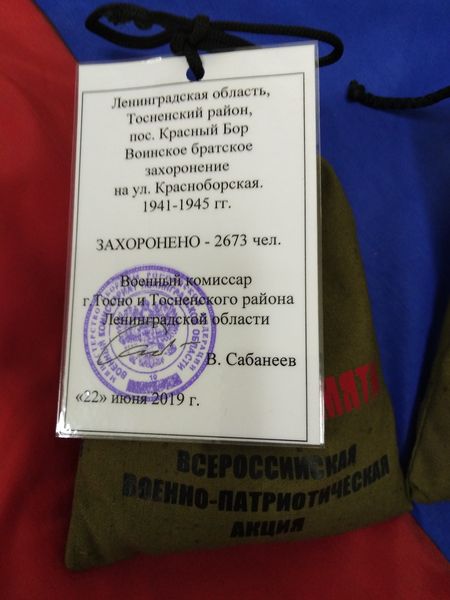 Ленинградская область,
Тосненский район,
пос. Красный Бор
Воинское братское
захоронение
на ул. Красноборская.
1941-1945 гг.
ЗАХОРОНЕНО - 2673 чел.
Военный комиссар
г.Тосно и Тосненского района
Ленинградской области
В. Сабанеев
«22» июня 2019 г.
ВСЕРОССИЙСКАЯ
ВОЕННО-ПАТРИОТИЧЕСКАЯ
АКЦИЯ